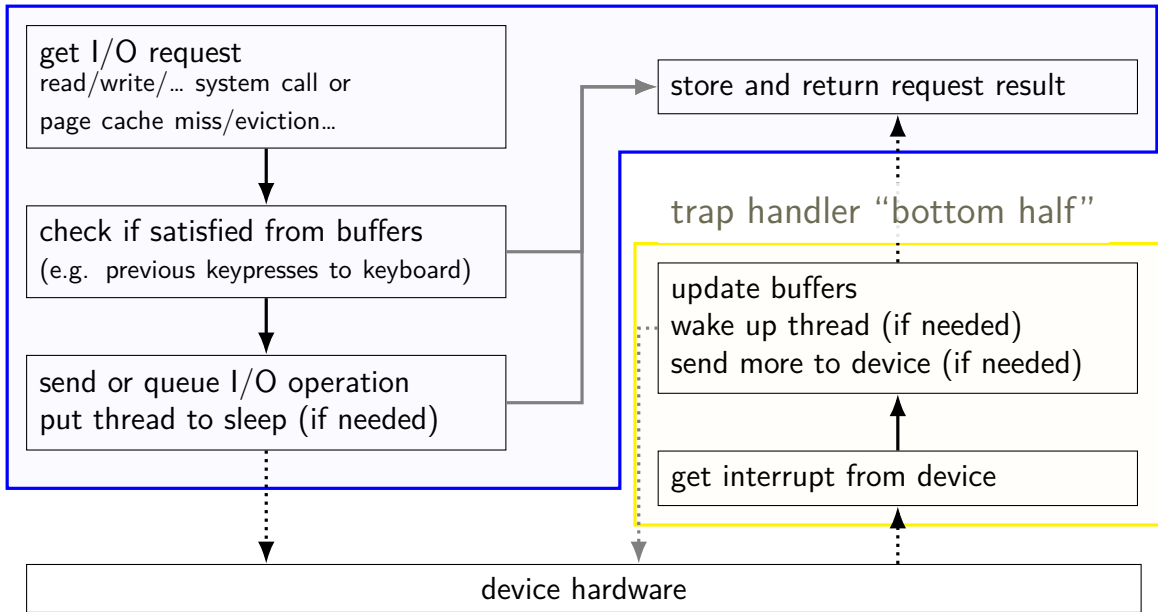 get I/O request
read/write/… system call or
page cache miss/eviction…
check if satisfied from buffers
(e.g. previous keypresses to keyboard)
send or queue I/O operation
put thread to sleep (if needed)
store and return request result
trap handler “bottom half”
update buffers
wake up thread (if needed)
send more to device (if needed)
get interrupt from device
device hardware